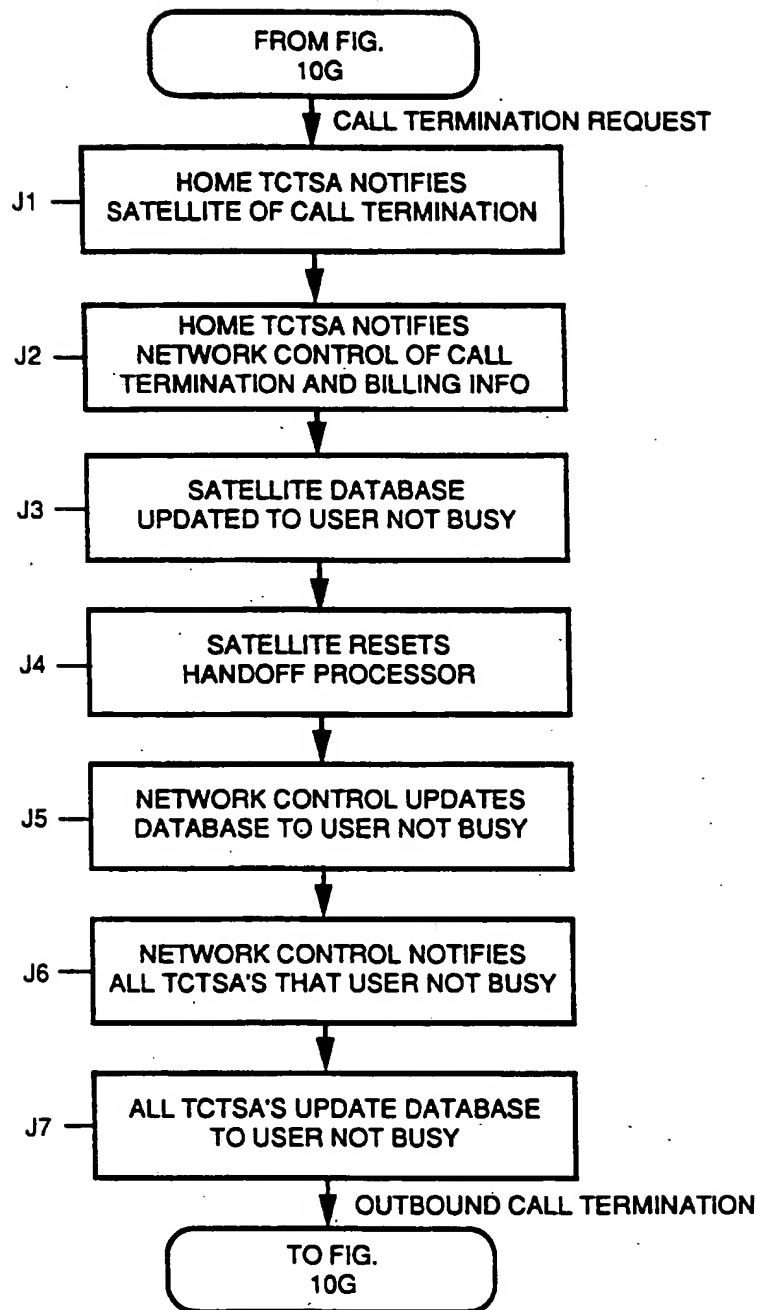 FROM FIG.
10G
CALL TERMINATION REQUEST
J1
HOME TCTSA NOTIFIES
SATELLITE OF CALL TERMINATION
J2
HOME TCTSA NOTIFIES
NETWORK CONTROL OF CALL
TERMINATION AND BILLING INFO
J3
SATELLITE DATABASE
UPDATED TO USER NOT BUSY
J4
SATELLITE RESETS
HANDOFF PROCESSOR
J5
NETWORK CONTROL UPDATES
DATABASE TO USER NOT BUSY
J6
NETWORK CONTROL NOTIFIES
ALL TCTSA'S THAT USER NOT BUSY
J7
ALL TCTSA'S UPDATE DATABASE
TO USER NOT BUSY
OUTBOUND CALL TERMINATION
TO FIG.
10G